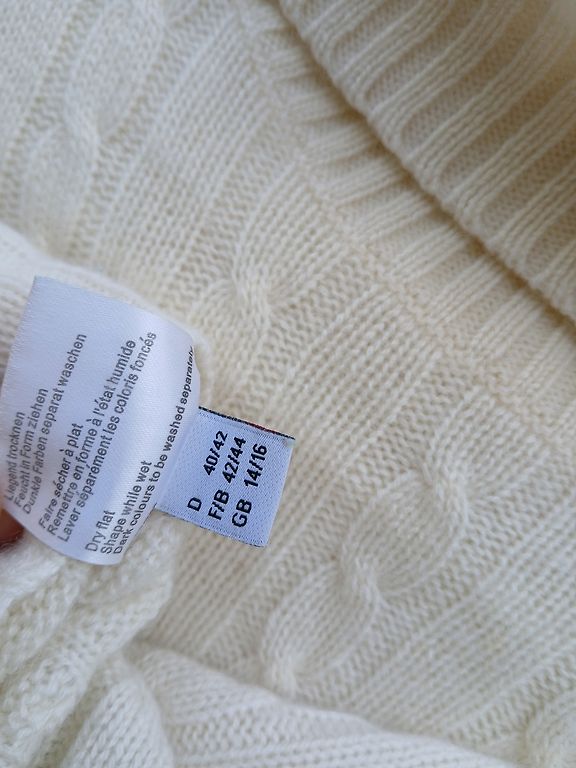 Liegend trocknen
Feucht in Form ziehen
Dunkle Farben separat waschen
Faire sécher à plat
Remettre en forme à l'état humide
Laver séparément les coloris foncés
Dry flat
Shape while wet
Dark colours to be washed separately
D 40/42
F/B 42/44
GB 14/16